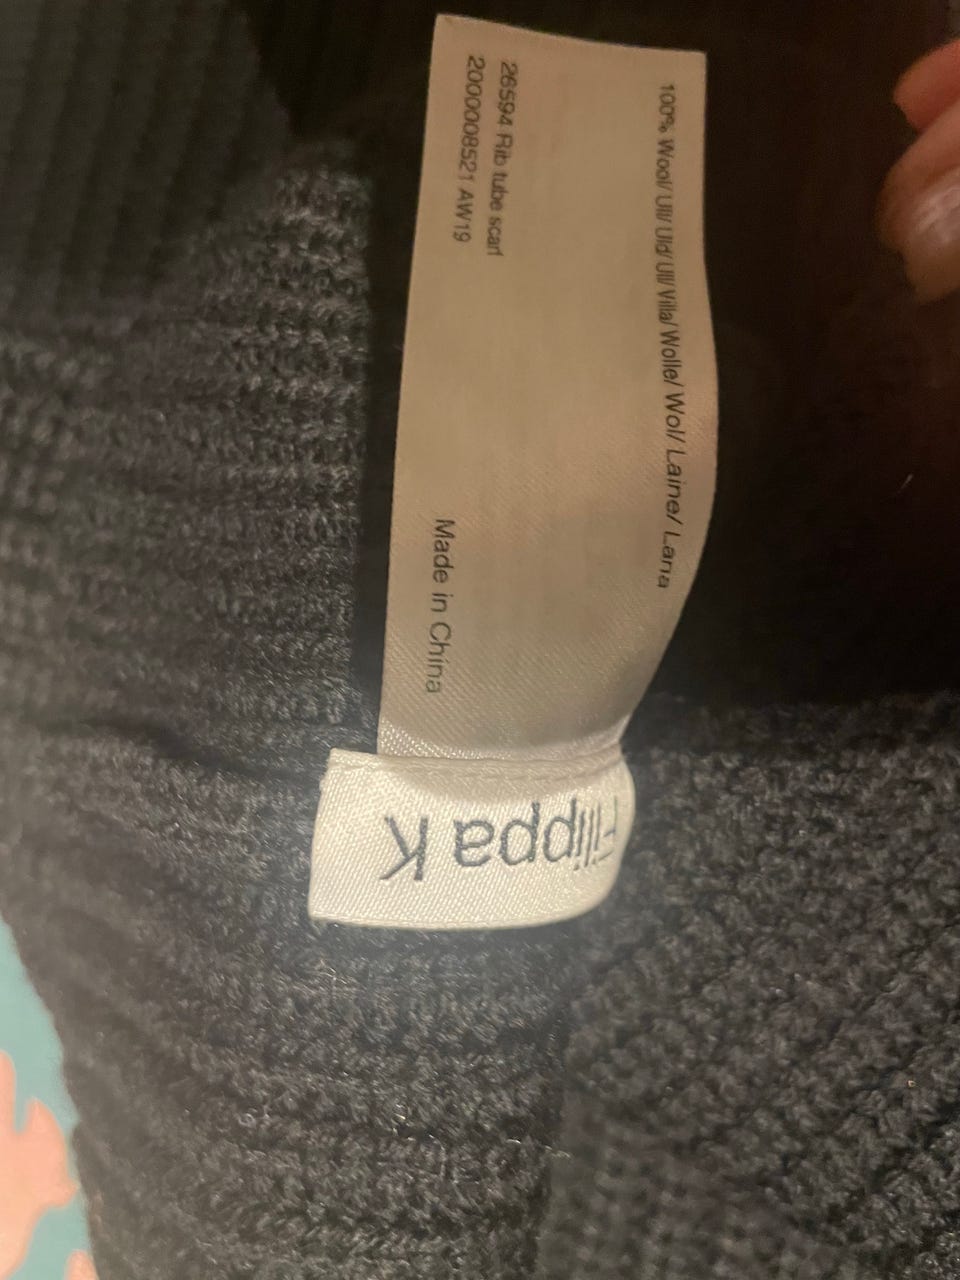 100% Wool/ Ull/ Uld/ Ull/ Villa/ Wolle/ Wol/ Laine/ Lana
26594 Rib tube scarf
2000008521 AW19
Made in China
Filippa K